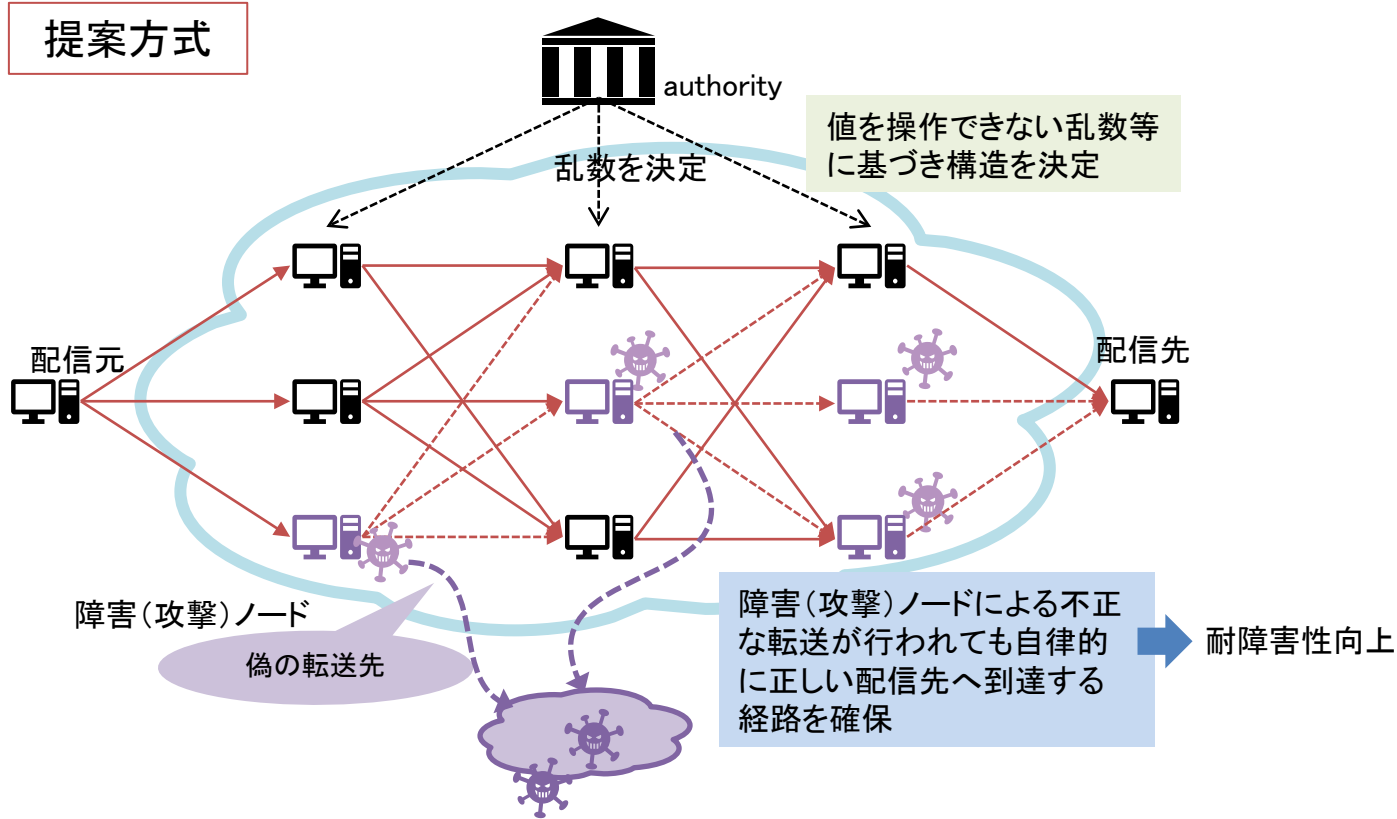 提案方式
authority
値を操作できない乱数等
に基づき構造を決定
乱数を決定
配信元
配信先
障害(攻撃)ノード
偽の転送先
障害(攻撃)ノードによる不正
な転送が行われても自律的
に正しい配信先へ到達する
経路を確保
耐障害性向上